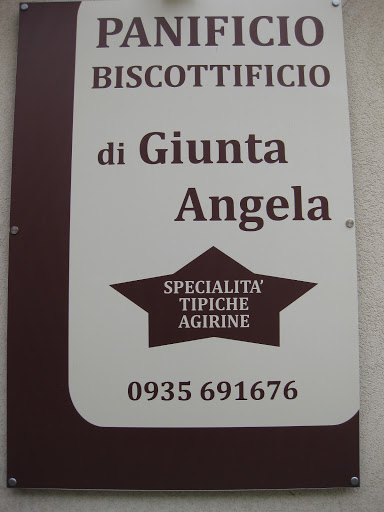 PANIFICIO
BISCOTTIFICIO
di Giunta
Angela
SPECIALITA'
TIPICHE
AGIRINE
0935 691676